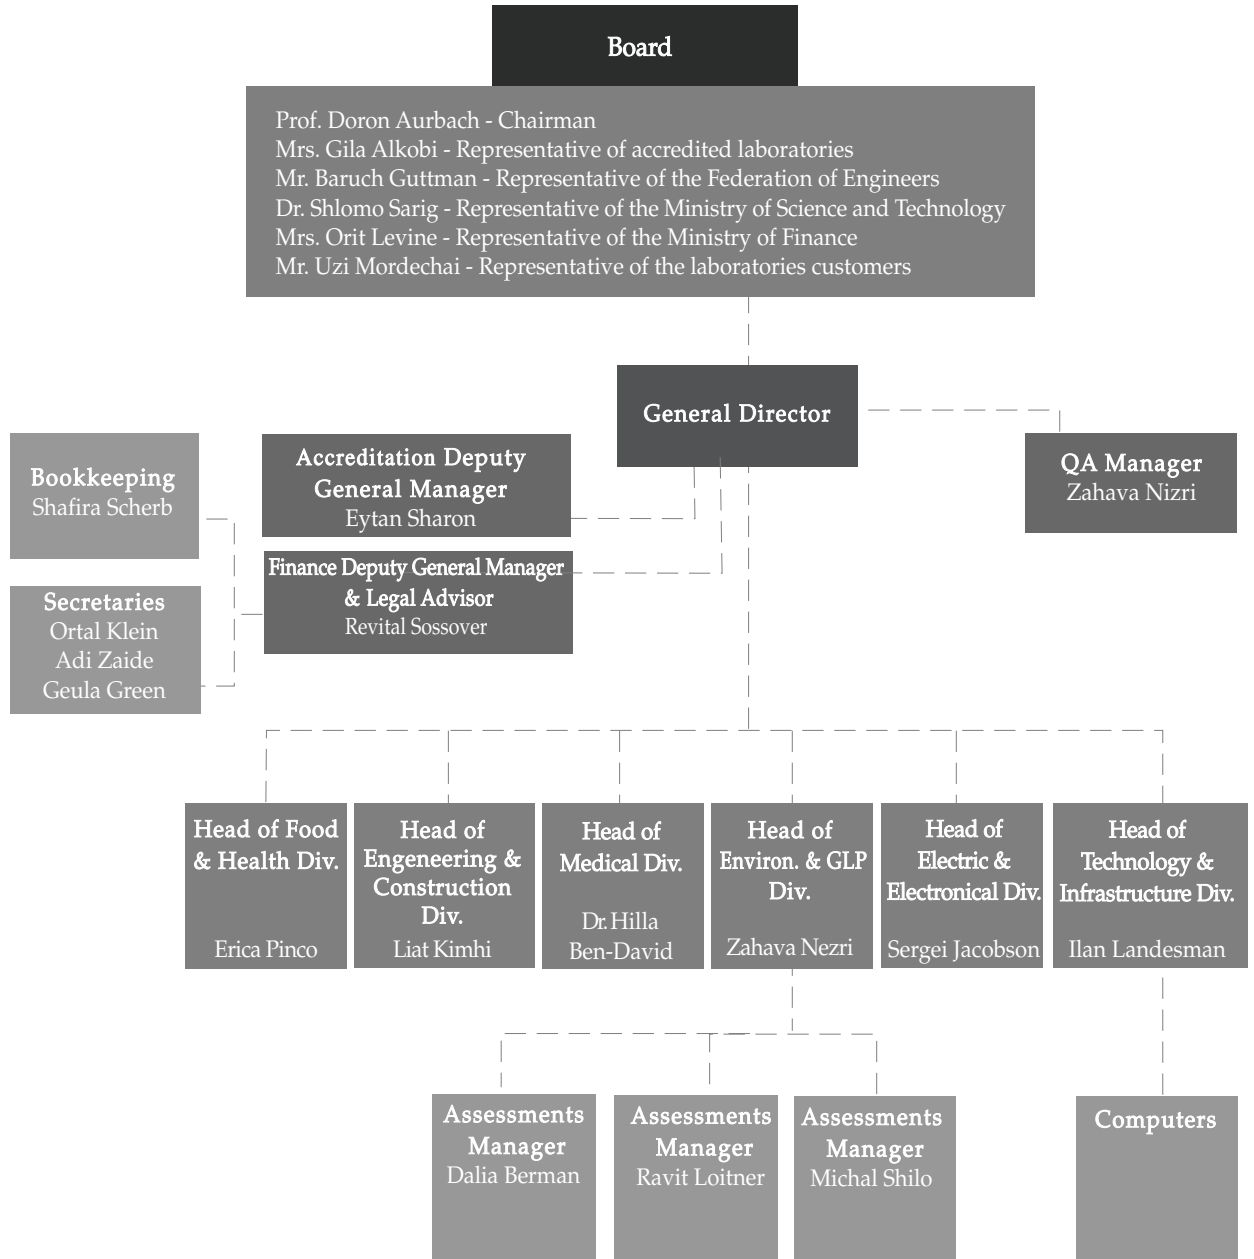 Board
Prof. Doron Aurbach - Chairman
Mrs. Gila Alkobi - Representative of accredited laboratories
Mr. Baruch Guttman - Representative of the Federation of Engineers
Dr. Shlomo Sarig - Representative of the Ministry of Science and Technology
Mrs. Orit Levine - Representative of the Ministry of Finance
Mr. Uzi Mordechai - Representative of the laboratories customers
General Director
QA Manager
Zahava Nizri
Accreditation Deputy
General Manager
Eytan Sharon
Finance Deputy General Manager
& Legal Advisor
Revital Sossover
Bookkeeping
Shafira Scherb
Secretaries
Ortal Klein
Adi Zaide
Geula Green
Head of Food
& Health Div.
Erica Pinco
Head of
Engeneering &
Construction
Div.
Liat Kimhi
Head of
Medical Div.
Dr. Hilla
Ben-David
Head of
Environ. & GLP
Div.
Zahava Nezri
Head of
Electric &
Electronical Div.
Sergei Jacobson
Head of
Technology &
Infrastructure Div.
Ilan Landesman
Assessments
Manager
Dalia Berman
Assessments
Manager
Ravit Loitner
Assessments
Manager
Michal Shilo
Computers